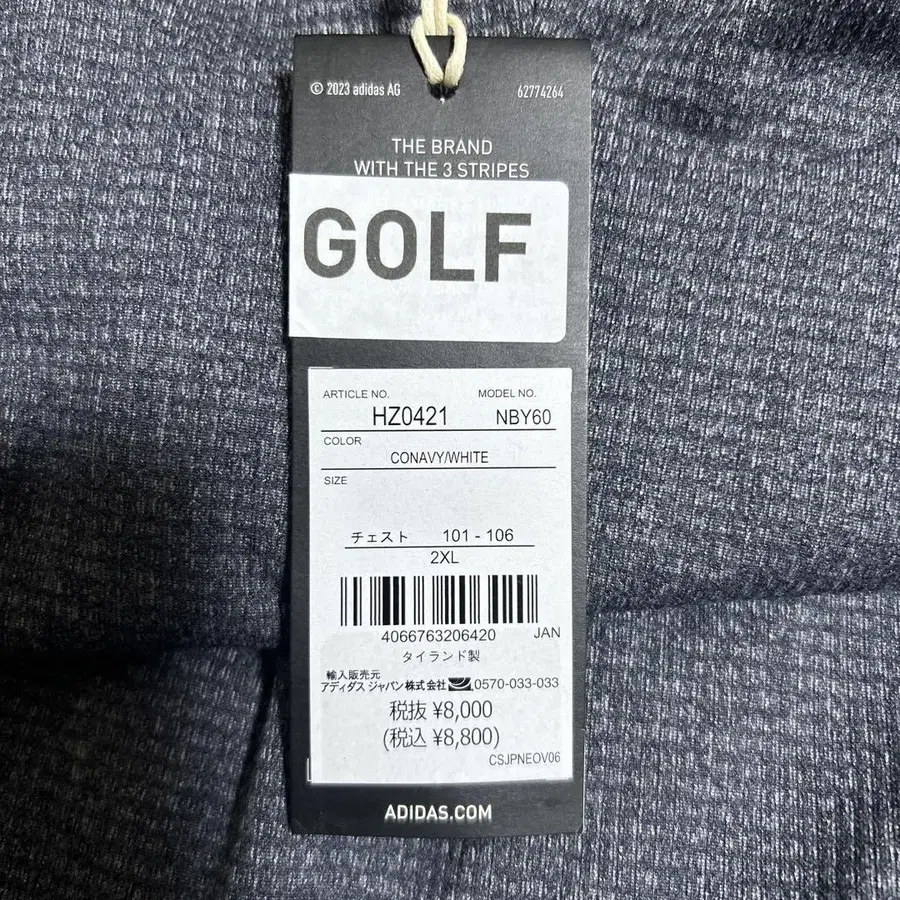 © 2023 adidas AG 62774264
THE BRAND
WITH THE 3 STRIPES
GOLF
ARTICLE NO. MODEL NO.
HZ0421 NBY60
COLOR
CONAVY/WHITE
SIZE
チェスト 101 - 106
2XL
4066763206420 JAN
タイランド製
輸入販売元
アディダス ジャパン株式会社 0570-033-033
税抜 ¥8,000
(税込 ¥8,800)
CSJPNEOV06
ADIDAS.COM